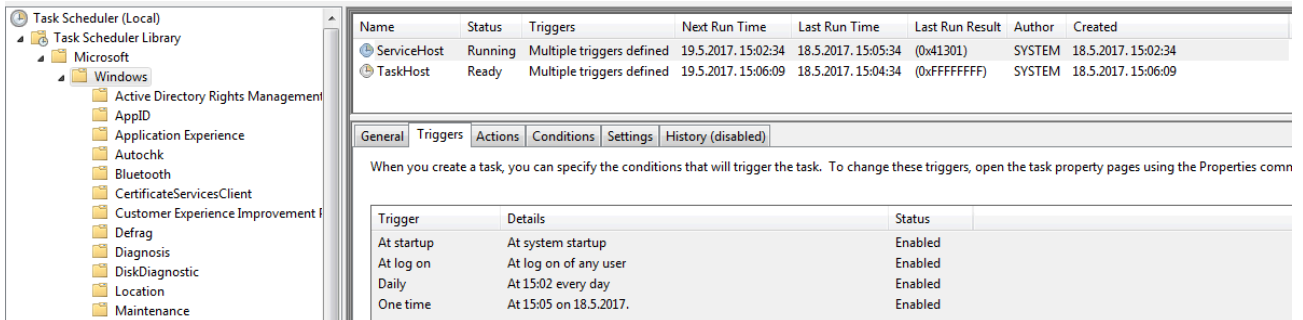 Task Scheduler (Local)
Task Scheduler Library
Microsoft
Windows
Active Directory Rights Management
AppID
Application Experience
Autochk
Bluetooth
CertificateServicesClient
Customer Experience Improvement
Defrag
Diagnosis
DiskDiagnostic
Location
Maintenance
Name Status Triggers Next Run Time Last Run Time Last Run Result Author Created
ServiceHost Running Multiple triggers defined 19.5.2017. 15:02:34 18.5.2017. 15:05:34 (0x41301) SYSTEM 18.5.2017. 15:02:34
TaskHost Ready Multiple triggers defined 19.5.2017. 15:06:09 18.5.2017. 15:04:34 (0xFFFFFFFF) SYSTEM 18.5.2017. 15:06:09
General Triggers Actions Conditions Settings History (disabled)
When you create a task, you can specify the conditions that will trigger the task. To change these triggers, open the task property pages using the Properties comm
Trigger Details Status
At startup At system startup Enabled
At log on At log on of any user Enabled
Daily At 15:02 every day Enabled
One time At 15:05 on 18.5.2017. Enabled